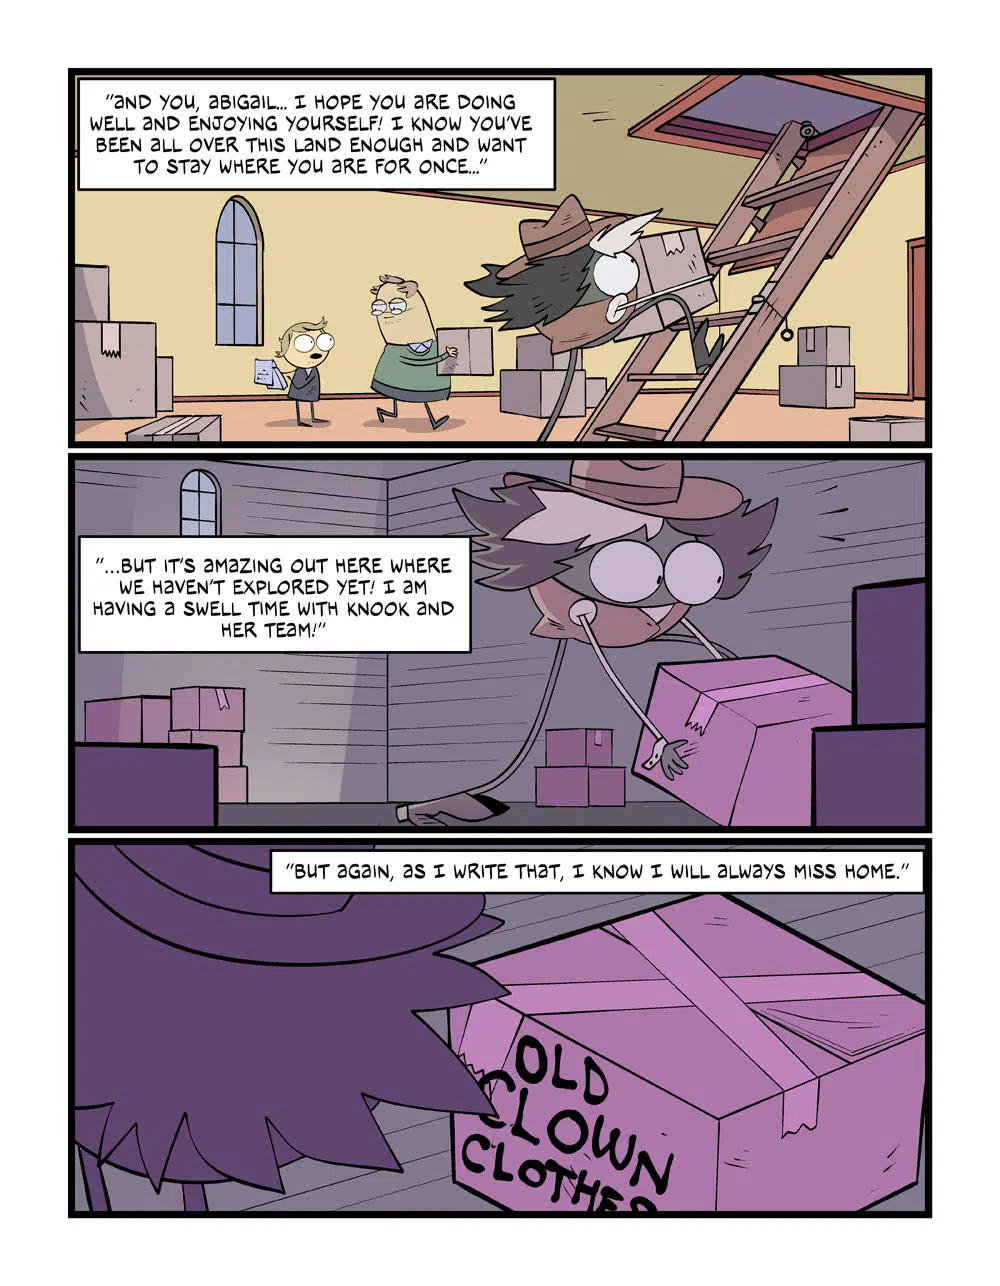 "AND YOU, ABIGAIL... I HOPE YOU ARE DOING
WELL AND ENJOYING YOURSELF! I KNOW YOU'VE
BEEN ALL OVER THIS LAND ENOUGH AND WANT
TO STAY WHERE YOU ARE FOR ONCE..."
"...BUT IT'S AMAZING OUT HERE WHERE
WE HAVEN'T EXPLORED YET! I AM
HAVING A SWELL TIME WITH KNOOK AND
HER TEAM!"
"BUT AGAIN, AS I WRITE THAT, I KNOW I WILL ALWAYS MISS HOME."
OLD
CLOWN
CLOTHES